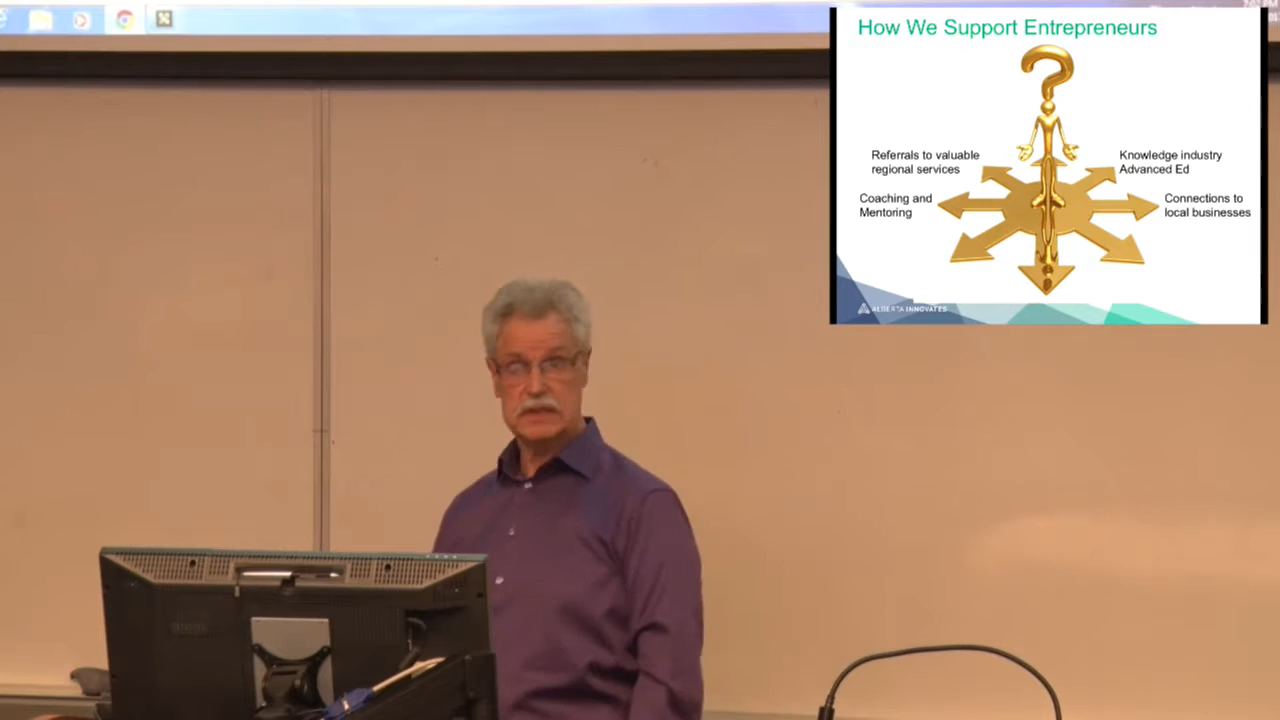 How We Support Entrepreneurs
Referrals to valuable
regional services
Knowledge industry
Advanced Ed
Coaching and
Mentoring
Connections to
local businesses
ALBERTA INNOVATES